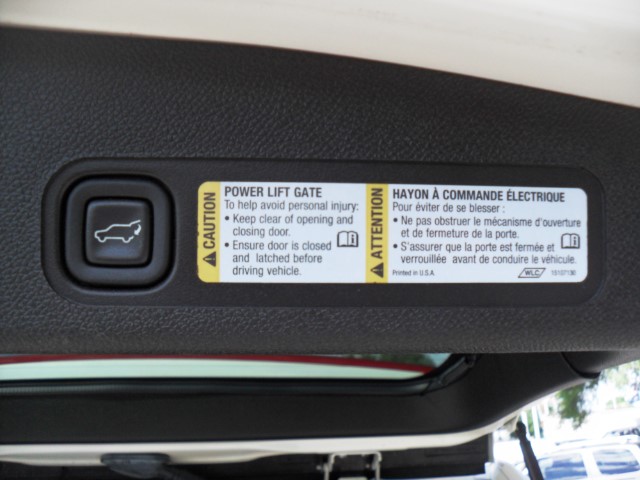 CAUTION
POWER LIFT GATE
To help avoid personal injury:
• Keep clear of opening and
closing door.
• Ensure door is closed
and latched before
driving vehicle.
ATTENTION
HAYON À COMMANDE ÉLECTRIQUE
Pour éviter de se blesser :
• Ne pas obstruer le mécanisme d'ouverture
et de fermeture de la porte.
• S'assurer que la porte est fermée et
verrouillée avant de conduire le véhicule.
Printed in U.S.A.
WLC